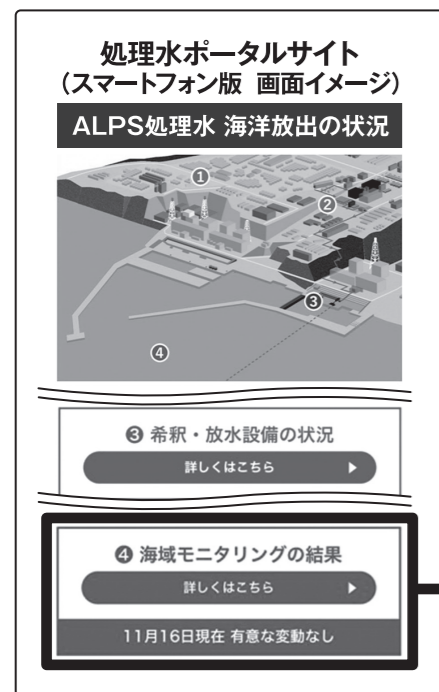 処理水ポータルサイト
（スマートフォン版 画面イメージ）
ALPS処理水 海洋放出の状況
①
②
③
④
❸ 希釈・放水設備の状況
詳しくはこちら ▶
❹ 海域モニタリングの結果
詳しくはこちら ▶
11月16日現在 有意な変動なし